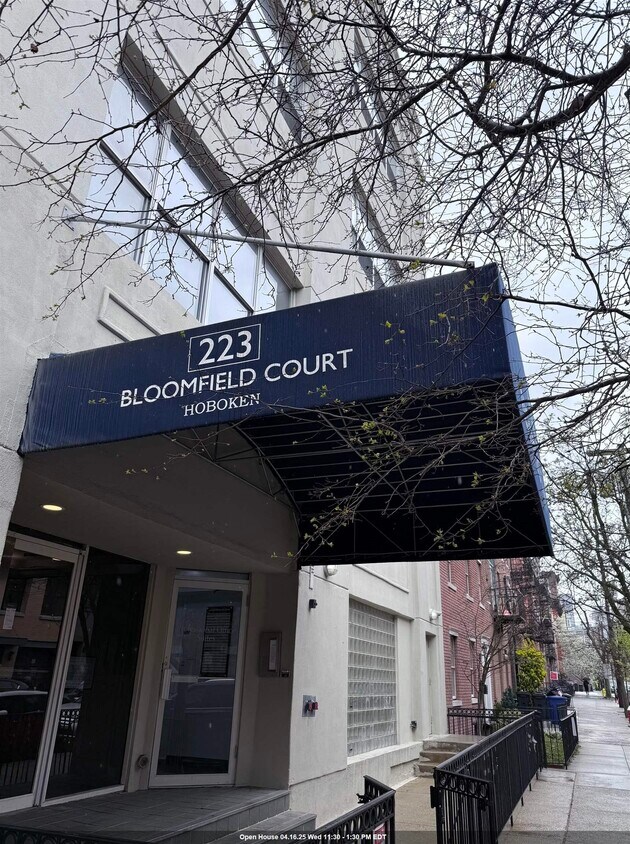 223
BLOOMFIELD COURT
HOBOKEN
Open House 04.16.25 Wed 11:30 - 1:30 PM EDT